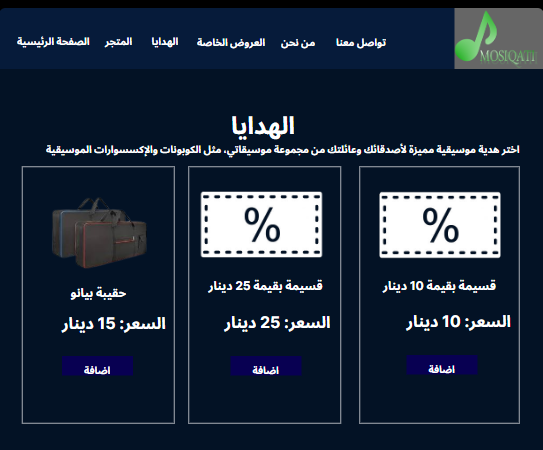 MOSIQATI
تواصل معنا
من نحن
العروض الخاصة
الهدايا
المتجر
الصفحة الرئيسية
الهدايا
اختر هدية موسيقية مميزة لأصدقائك وعائلتك من مجموعة موسيقاتي، مثل الكوبونات والإكسسوارات الموسيقية
%
قسيمة بقيمة 10 دينار
السعر: 10 دينار
اضافة
%
قسيمة بقيمة 25 دينار
السعر: 25 دينار
اضافة
حقيبة بيانو
السعر: 15 دينار
اضافة